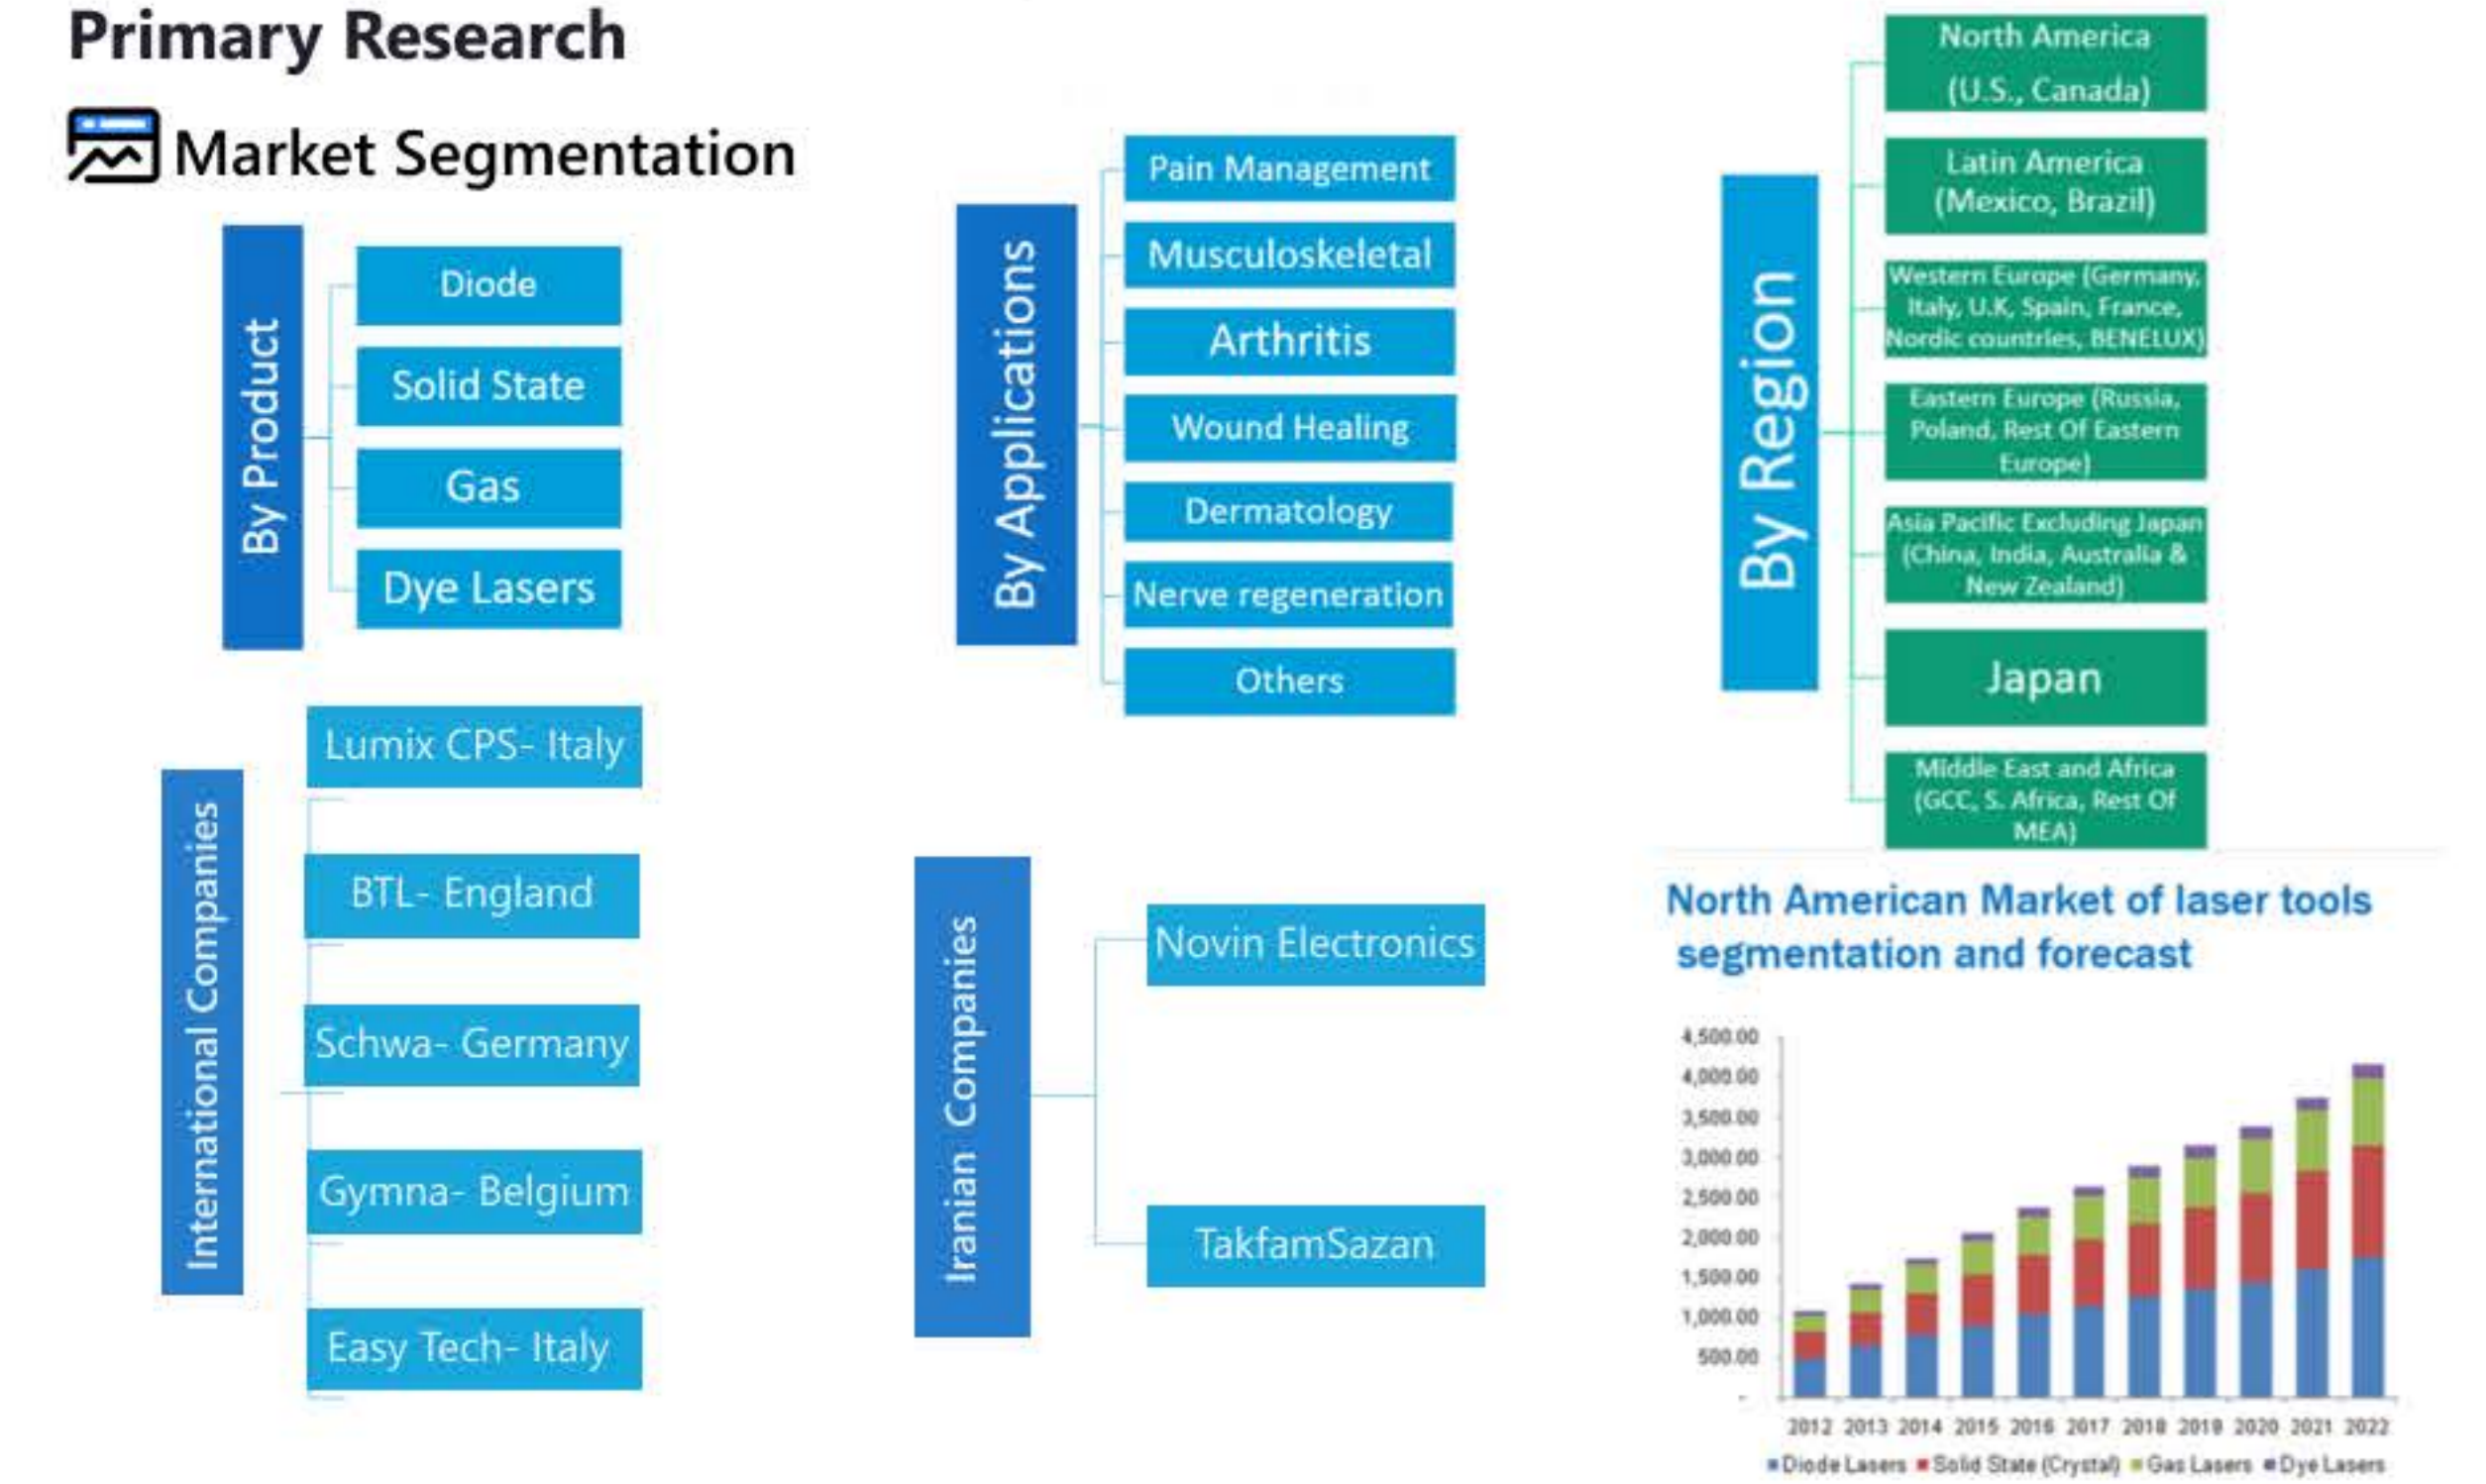 Primary Research
Market Segmentation
By Product
Diode
Solid State
Gas
Dye Lasers
By Applications
Pain Management
Musculoskeletal
Arthritis
Wound Healing
Dermatology
Nerve regeneration
Others
By Region
North America
(U.S., Canada)
Latin America
(Mexico, Brazil)
Western Europe (Germany,
Italy, U.K, Spain, France,
Nordic countries, BENELUX)
Eastern Europe (Russia,
Poland, Rest Of Eastern
Europe)
Asia Pacific Excluding Japan
(China, India, Australia &
New Zealand)
Japan
Middle East and Africa
(GCC, S. Africa, Rest Of
MEA)
International Companies
Lumix CPS- Italy
BTL- England
Schwa- Germany
Gymna- Belgium
Easy Tech- Italy
Iranian Companies
Novin Electronics
TakfamSazan
North American Market of laser tools
segmentation and forecast
4,500.00
4,000.00
3,500.00
3,000.00
2,500.00
2,000.00
1,500.00
1,000.00
500.00
-
2012 2013 2014 2015 2016 2017 2018 2019 2020 2021 2022
Diode Lasers Solid State (Crystal) Gas Lasers Dye Lasers